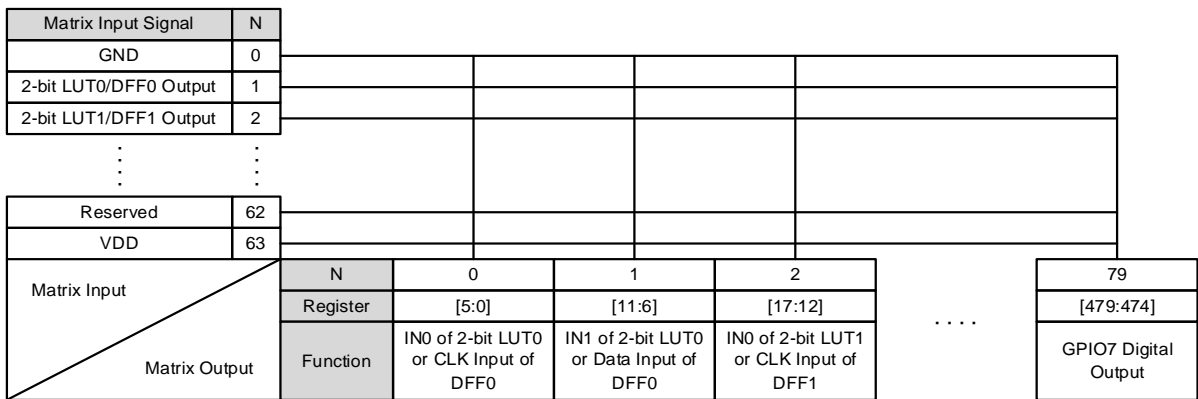 Matrix Input Signal N
GND 0
2-bit LUT0/DFF0 Output 1
2-bit LUT1/DFF1 Output 2
Reserved 62
VDD 63
Matrix Input
Matrix Output
N 0 1 2 79
Register [5:0] [11:6] [17:12] [479:474]
. . . .
Function
IN0 of 2-bit LUT0
or CLK Input of
DFF0
IN1 of 2-bit LUT0
or Data Input of
DFF0
IN0 of 2-bit LUT1
or CLK Input of
DFF1
GPIO7 Digital
Output